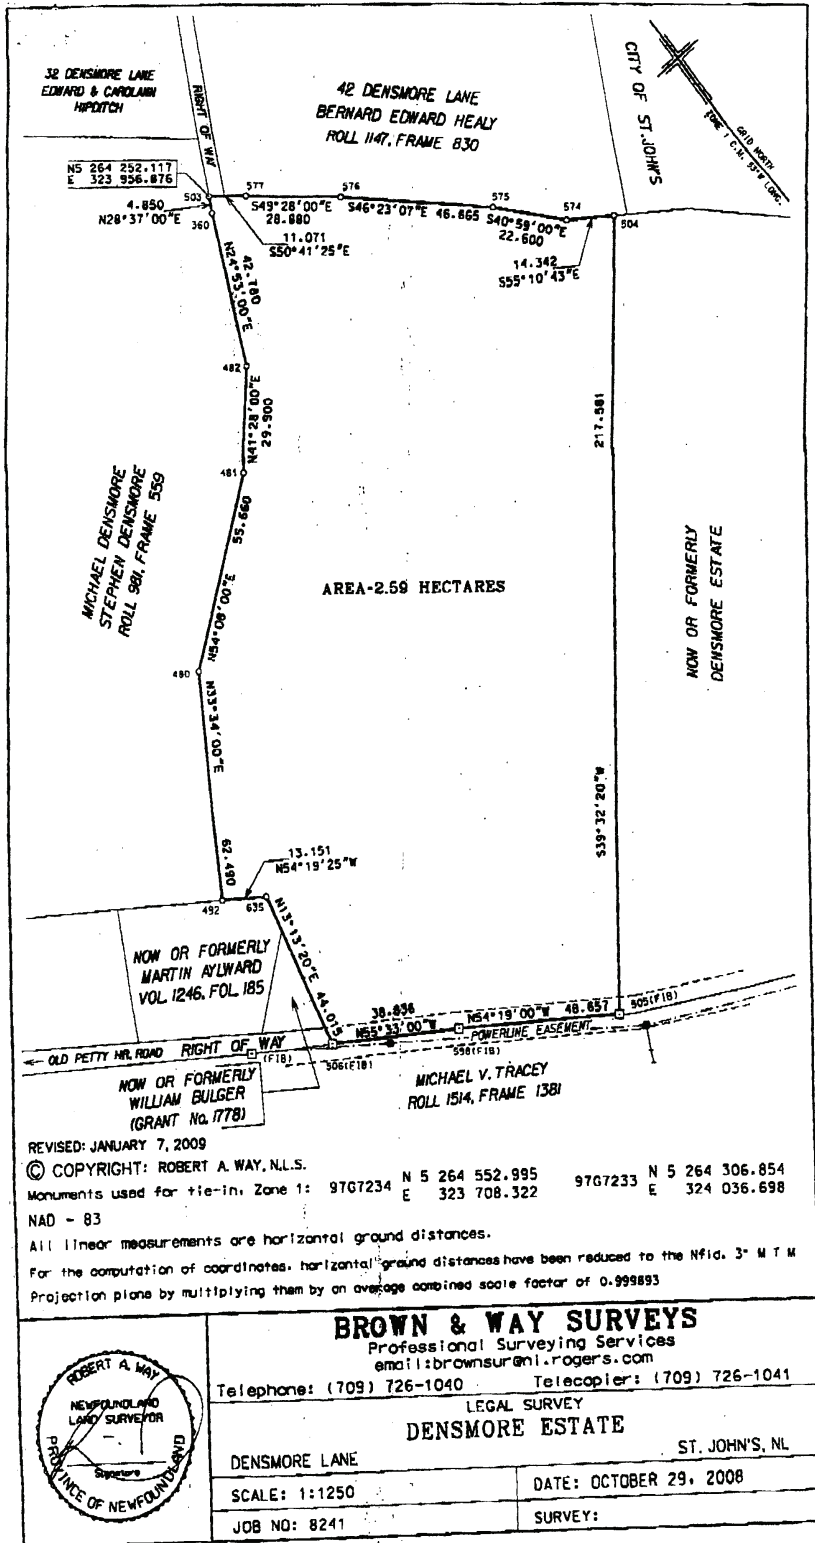 32 DENSMORE LANE
EDWARD & CAROLANN
HIPDITCH
RIGHT OF WAY
42 DENSMORE LANE
BERNARD EDWARD HEALY
ROLL 1147, FRAME 830
CITY OF ST. JOHN'S
GRID NORTH
ZONE 1 C.M. 53°W LONG.
N5 264 252.117
E 323 956.876
503
577
576
575
574
504
4.850
N28°37'00"E
360
S49°28'00"E
28.880
S46°23'07"E 46.665
S40°59'00"E
22.600
11.071
S50°41'25"E
14.342
S55°10'43"E
42.780
N24°53'00"E
482
N41°28'00"E
29.900
217.581
481
MICHAEL DENSMORE
STEPHEN DENSMORE
ROLL 981, FRAME 559
55.660
N54°08'00"E
AREA-2.59 HECTARES
NOW OR FORMERLY
DENSMORE ESTATE
480
N33°34'00"E
62.490
S39°32'20"W
13.151
N54°19'25"W
492
635
N13°13'20"E 44.015
NOW OR FORMERLY
MARTIN AYLWARD
VOL. 1246, FOL. 185
38.836
N55°33'00"W
N54°19'00"W 48.657
505(FIB)
POWERLINE EASEMENT
OLD PETTY HR. ROAD
RIGHT OF WAY
(FIB)
506(FIB)
598(FIB)
NOW OR FORMERLY
WILLIAM BULGER
(GRANT No. 1778)
MICHAEL V. TRACEY
ROLL 1514, FRAME 1381
REVISED: JANUARY 7, 2009
© COPYRIGHT: ROBERT A. WAY, N.L.S.
Monuments used for tie-in, Zone 1: 97G7234 N 5 264 552.995 97G7233 N 5 264 306.854
E 323 708.322 E 324 036.698
NAD - 83
All linear measurements are horizontal ground distances.
For the computation of coordinates, horizontal ground distances have been reduced to the Nfld. 3° M T M
Projection plane by multiplying them by an average combined scale factor of 0.999893
BROWN & WAY SURVEYS
Professional Surveying Services
email:brownsur@nl.rogers.com
Telephone: (709) 726-1040 Telecopier: (709) 726-1041
LEGAL SURVEY
DENSMORE ESTATE
DENSMORE LANE
ST. JOHN'S, NL
SCALE: 1:1250
DATE: OCTOBER 29, 2008
JOB NO: 8241
SURVEY:
ROBERT A. WAY
NEWFOUNDLAND
LAND SURVEYOR
Signature
PROVINCE OF NEWFOUNDLAND